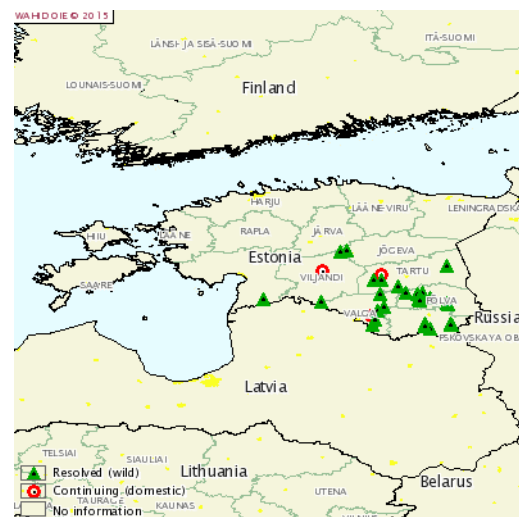 WAHID OIE © 2015
ITÄ-SUOMI
LÄNSI- JA SISÄ-SUOMI
LOUNAIS-SUOMI
Finland
HARJU
LÄÄNE-VIRU
LENINGRADSKA
HIIU
LÄÄNE
RAPLA
JÄRVA
Estonia
JÕGEVA
SAARE
VILJANDI
TARTU
PÕLVA
VALGA
Russia
PSKOVSKAYA OB
Latvia
TELSIAI
SIAULIAI
Lithuania
UTENA
Belarus
TAURAGE
KAUNAS
Resolved (wild)
Continuing (domestic)
No information